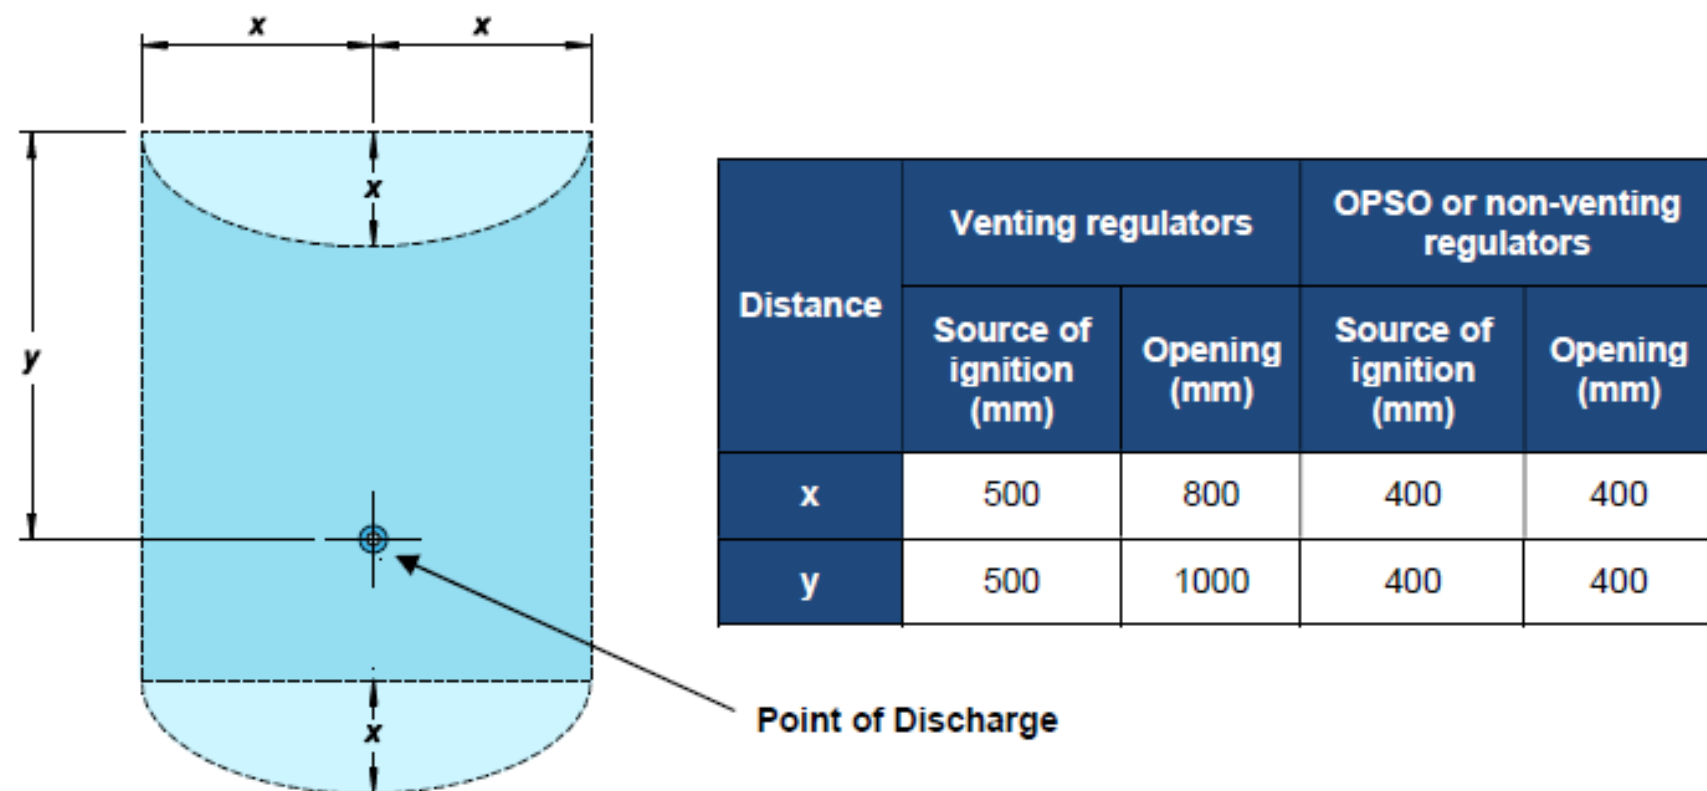 x x
x
y
x
Point of Discharge
Distance
Venting regulators
OPSO or non-venting
regulators
Source of
ignition
(mm)
Opening
(mm)
Source of
ignition
(mm)
Opening
(mm)
x 500 800 400 400
y 500 1000 400 400